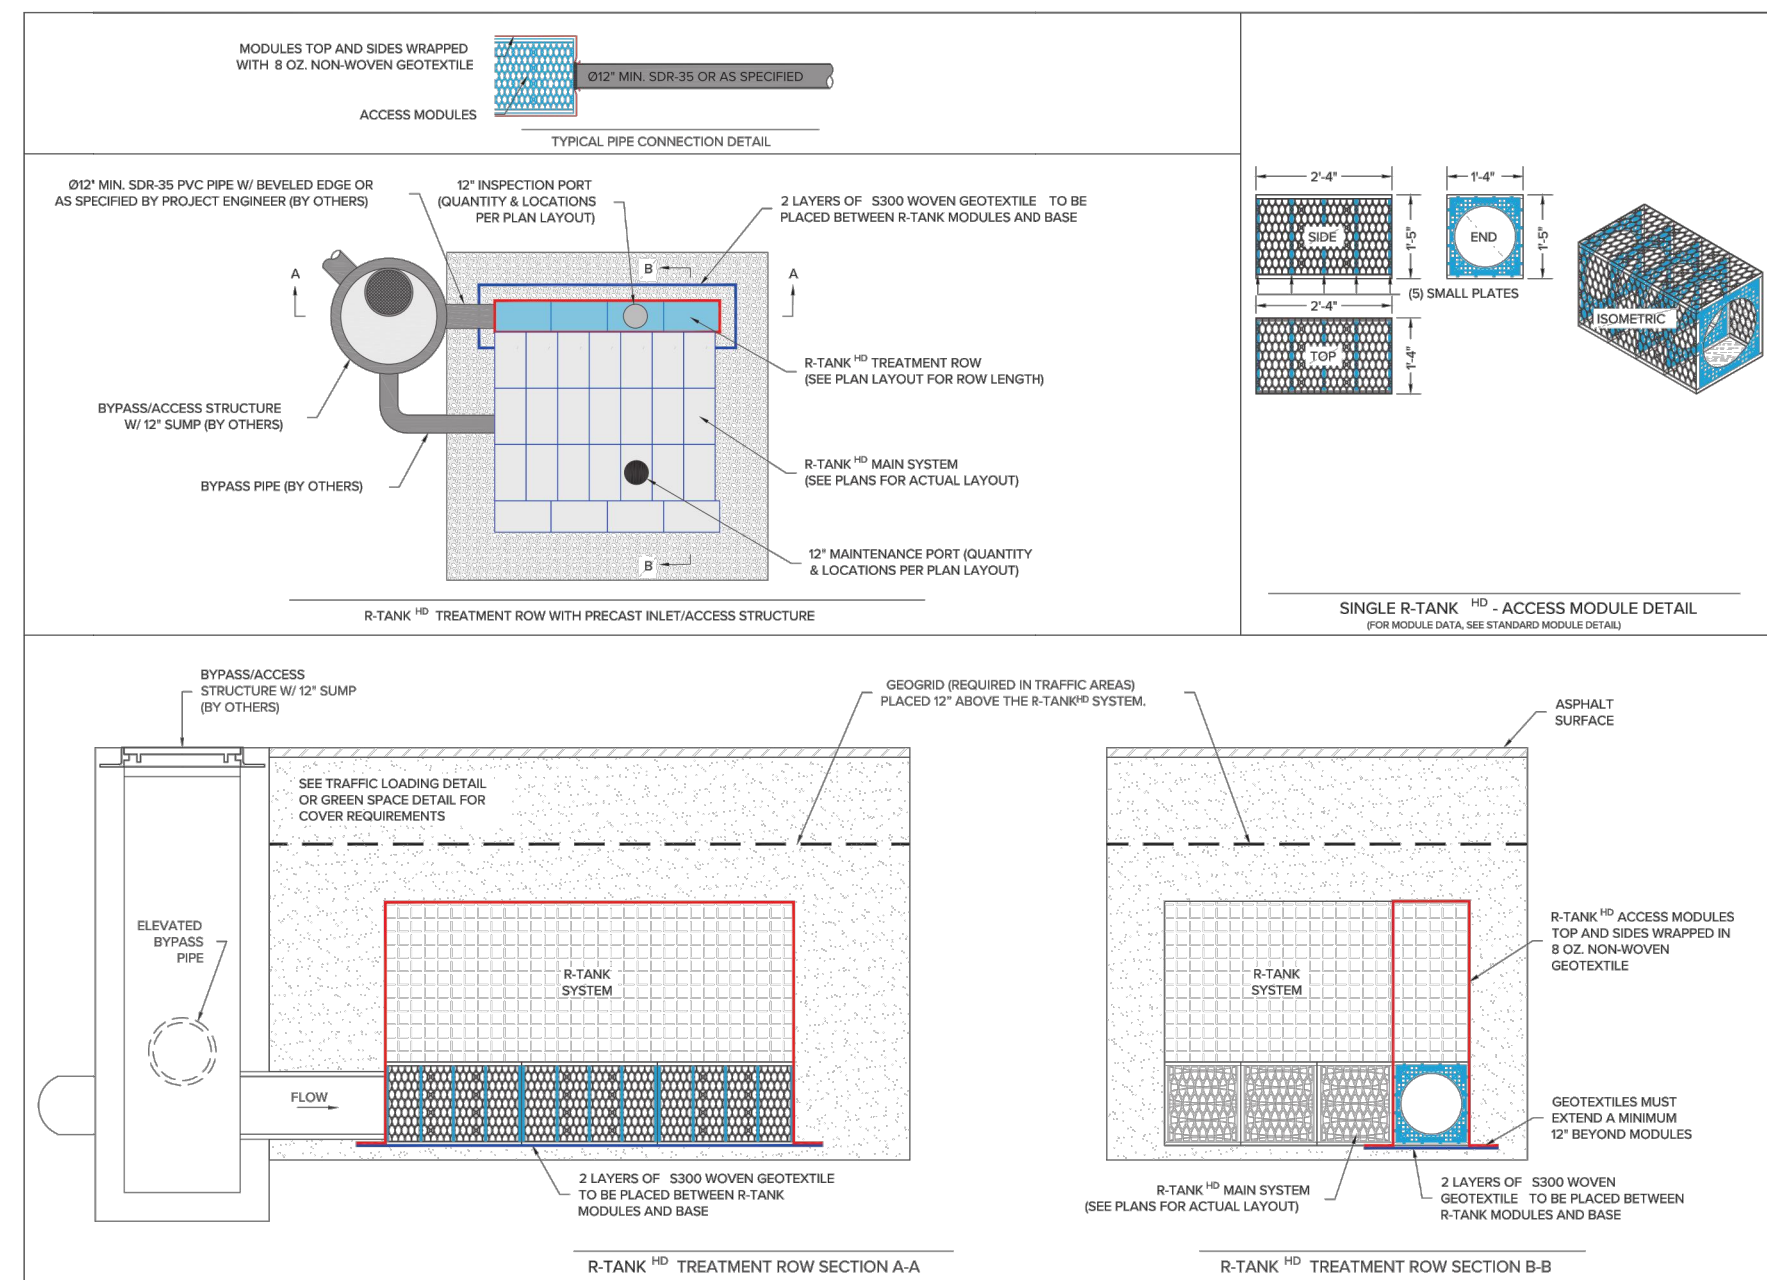 MODULES TOP AND SIDES WRAPPED
WITH 8 OZ. NON-WOVEN GEOTEXTILE
ACCESS MODULES
Ø12" MIN. SDR-35 OR AS SPECIFIED
TYPICAL PIPE CONNECTION DETAIL
Ø12" MIN. SDR-35 PVC PIPE W/ BEVELED EDGE OR
AS SPECIFIED BY PROJECT ENGINEER (BY OTHERS)
12" INSPECTION PORT
(QUANTITY & LOCATIONS
PER PLAN LAYOUT)
2 LAYERS OF S300 WOVEN GEOTEXTILE TO BE
PLACED BETWEEN R-TANK MODULES AND BASE
A
B
A
R-TANK HD TREATMENT ROW
(SEE PLAN LAYOUT FOR ROW LENGTH)
BYPASS/ACCESS STRUCTURE
W/ 12" SUMP (BY OTHERS)
R-TANK HD MAIN SYSTEM
(SEE PLANS FOR ACTUAL LAYOUT)
BYPASS PIPE (BY OTHERS)
12" MAINTENANCE PORT (QUANTITY
& LOCATIONS PER PLAN LAYOUT)
B
R-TANK HD TREATMENT ROW WITH PRECAST INLET/ACCESS STRUCTURE
2'-4"
1'-4"
SIDE
1'-5"
END
1'-5"
(5) SMALL PLATES
2'-4"
TOP
1'-4"
ISOMETRIC
SINGLE R-TANK HD - ACCESS MODULE DETAIL
(FOR MODULE DATA, SEE STANDARD MODULE DETAIL)
BYPASS/ACCESS
STRUCTURE W/ 12" SUMP
(BY OTHERS)
GEOGRID (REQUIRED IN TRAFFIC AREAS)
PLACED 12" ABOVE THE R-TANKHD SYSTEM.
ASPHALT
SURFACE
SEE TRAFFIC LOADING DETAIL
OR GREEN SPACE DETAIL FOR
COVER REQUIREMENTS
ELEVATED
BYPASS
PIPE
R-TANK
SYSTEM
R-TANK
SYSTEM
R-TANK HD ACCESS MODULES
TOP AND SIDES WRAPPED IN
8 OZ. NON-WOVEN
GEOTEXTILE
FLOW
GEOTEXTILES MUST
EXTEND A MINIMUM
12" BEYOND MODULES
2 LAYERS OF S300 WOVEN GEOTEXTILE
TO BE PLACED BETWEEN R-TANK
MODULES AND BASE
R-TANK HD MAIN SYSTEM
(SEE PLANS FOR ACTUAL LAYOUT)
2 LAYERS OF S300 WOVEN
GEOTEXTILE TO BE PLACED BETWEEN
R-TANK MODULES AND BASE
R-TANK HD TREATMENT ROW SECTION A-A
R-TANK HD TREATMENT ROW SECTION B-B